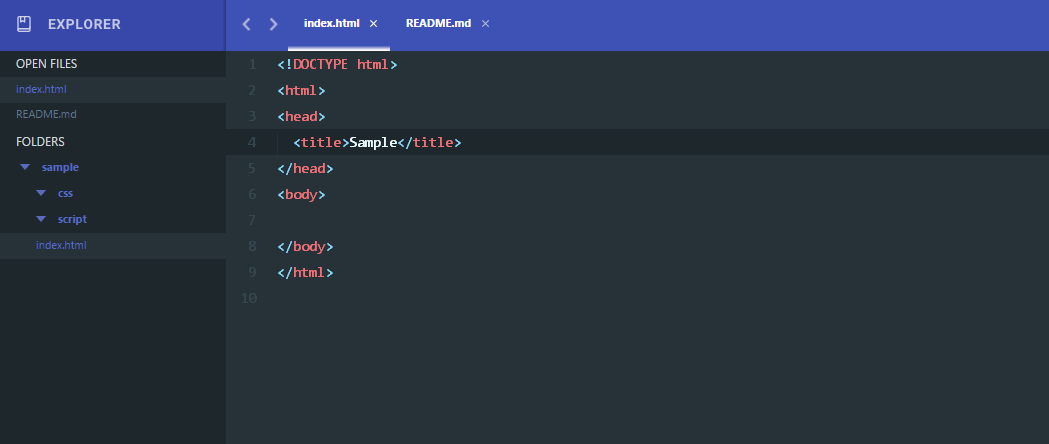 EXPLORER
index.html × README.md ×
OPEN FILES
index.html
README.md
FOLDERS
sample
css
script
index.html
1 <!DOCTYPE html>
2 <html>
3 <head>
4 <title>Sample</title>
5 </head>
6 <body>
7
8 </body>
9 </html>
10